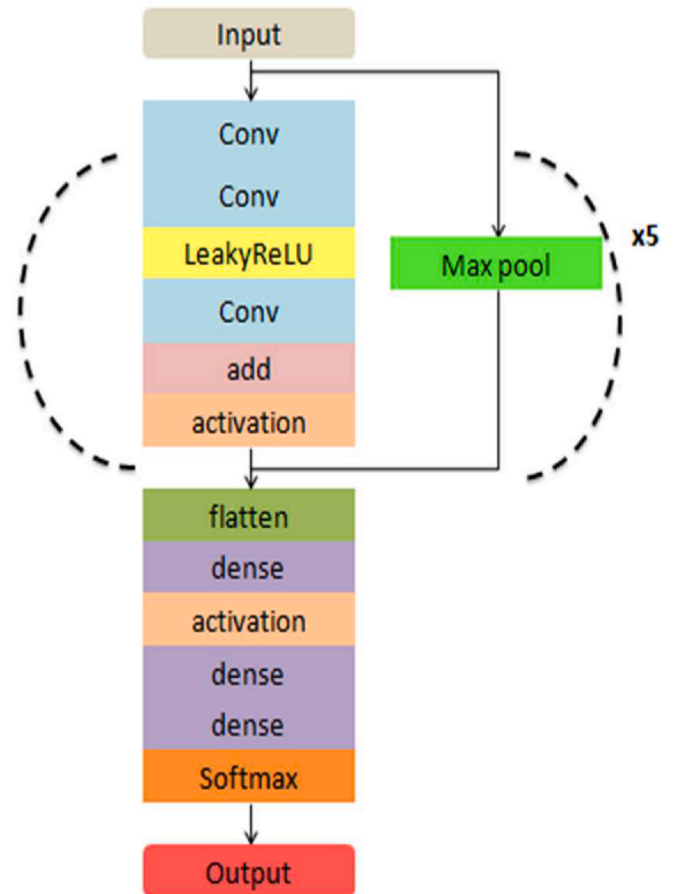 Input
Conv
Conv
LeakyReLU
Max pool
x5
Conv
add
activation
flatten
dense
activation
dense
dense
Softmax
Output